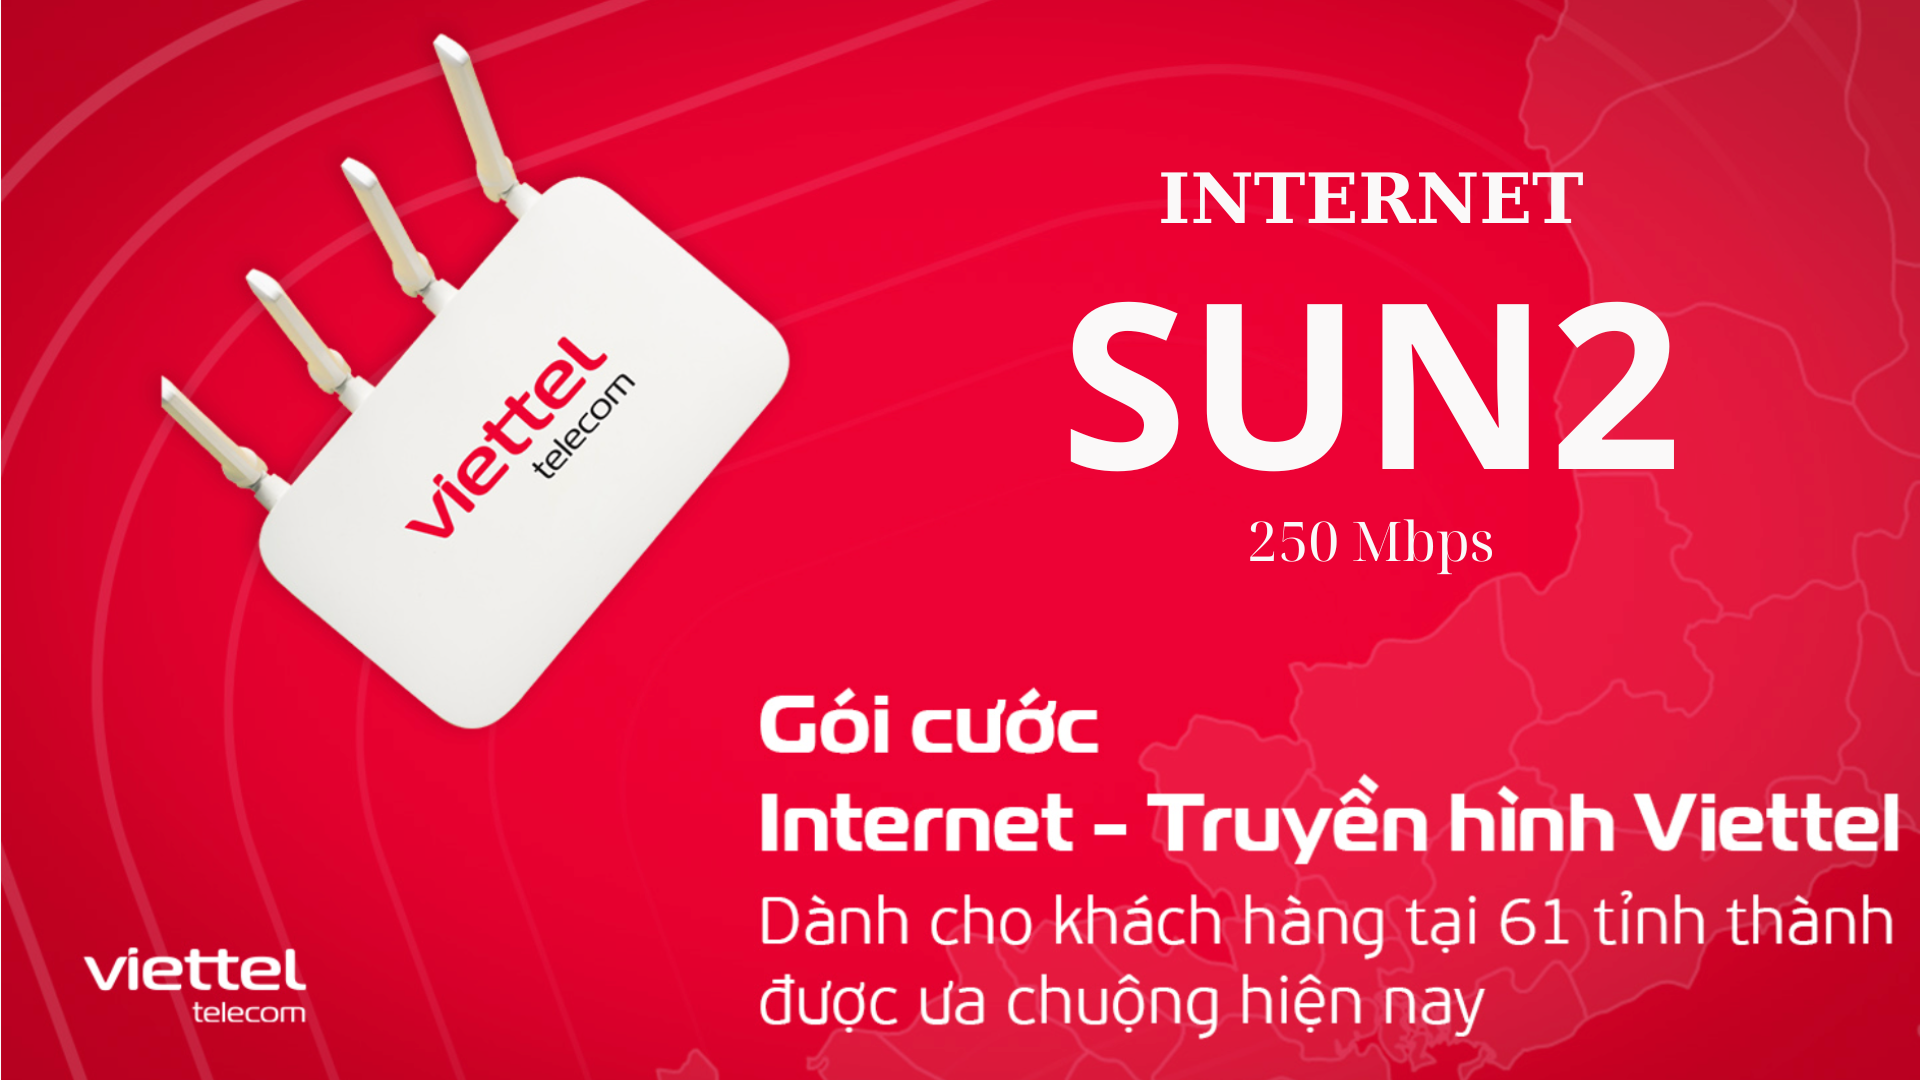 viettel
telecom
INTERNET
SUN2
250 Mbps
Gói cước
Internet – Truyền hình Viettel
Dành cho khách hàng tại 61 tỉnh thành
được ưa chuộng hiện nay
viettel
telecom